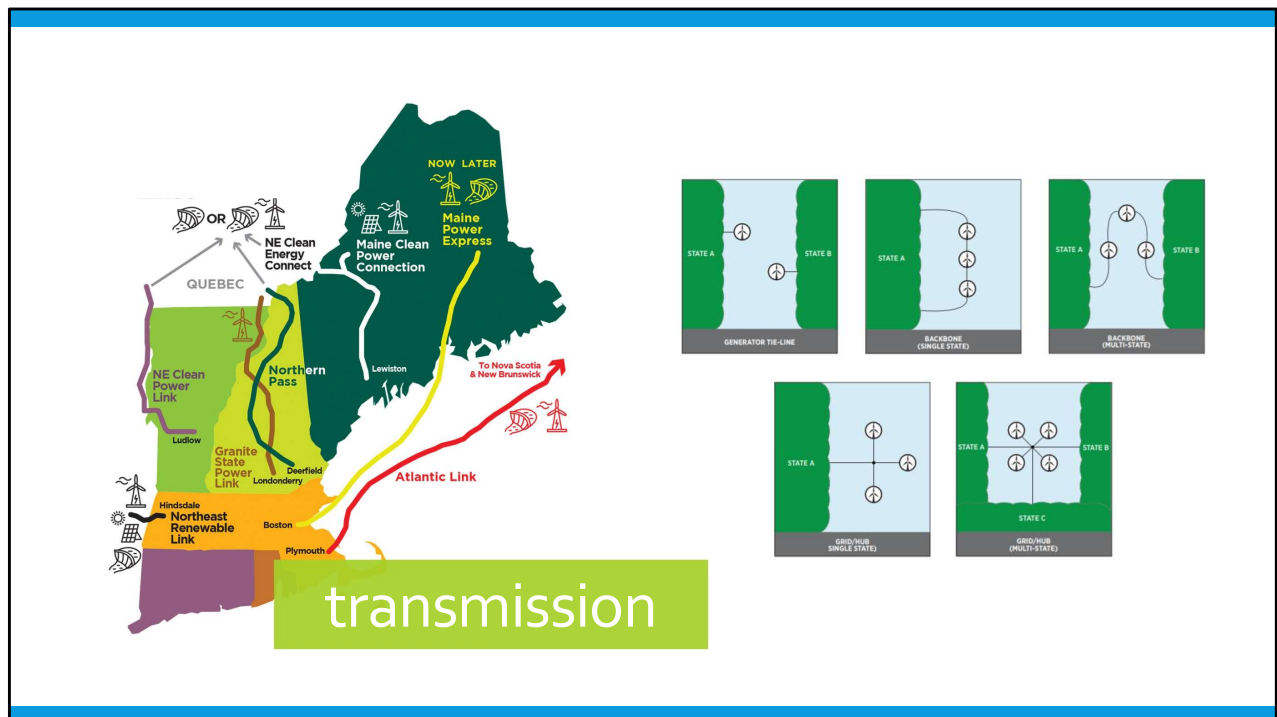 NOW LATER
Maine
Power
Express
OR
NE Clean
Energy
Connect
Maine Clean
Power
Connection
QUEBEC
NE Clean
Power
Link
Ludlow
Northern
Pass
Lewiston
To Nova Scotia
& New Brunswick
Granite
State
Power
Link
Deerfield
Londonderry
Atlantic Link
Hindsdale
Northeast
Renewable
Link
Boston
Plymouth
transmission
STATE A
STATE B
GENERATOR TIE-LINE
STATE A
BACKBONE
(SINGLE STATE)
STATE A
STATE B
BACKBONE
(MULTI-STATE)
STATE A
GRID/HUB
SINGLE STATE)
STATE A
STATE B
STATE C
GRID/HUB
(MULTI-STATE)